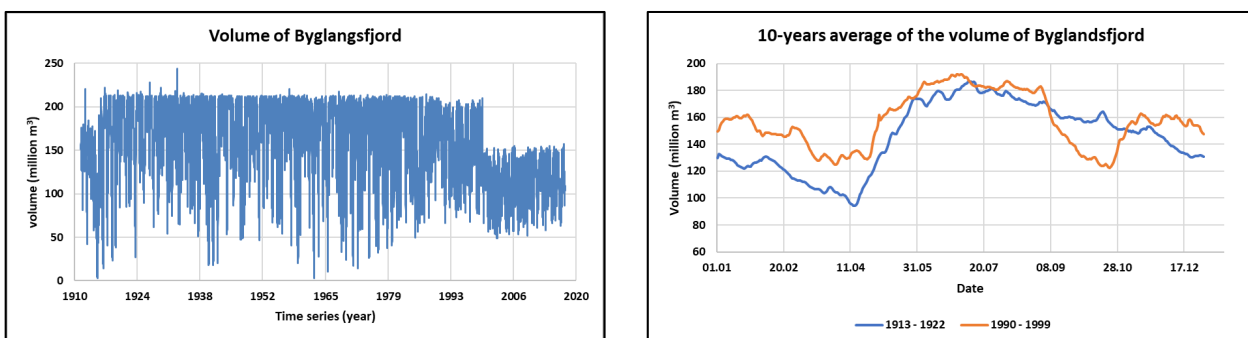 Volume of Byglangsfjord
volume (million m³)
250
200
150
100
50
0
1910 1924 1938 1952 1965 1979 1993 2006 2020
Time series (year)
10-years average of the volume of Byglandsfjord
Volume (million m³)
200
180
160
140
120
100
80
60
01.01 20.02 11.04 31.05 20.07 08.09 28.10 17.12
Date
1913 - 1922 1990 - 1999